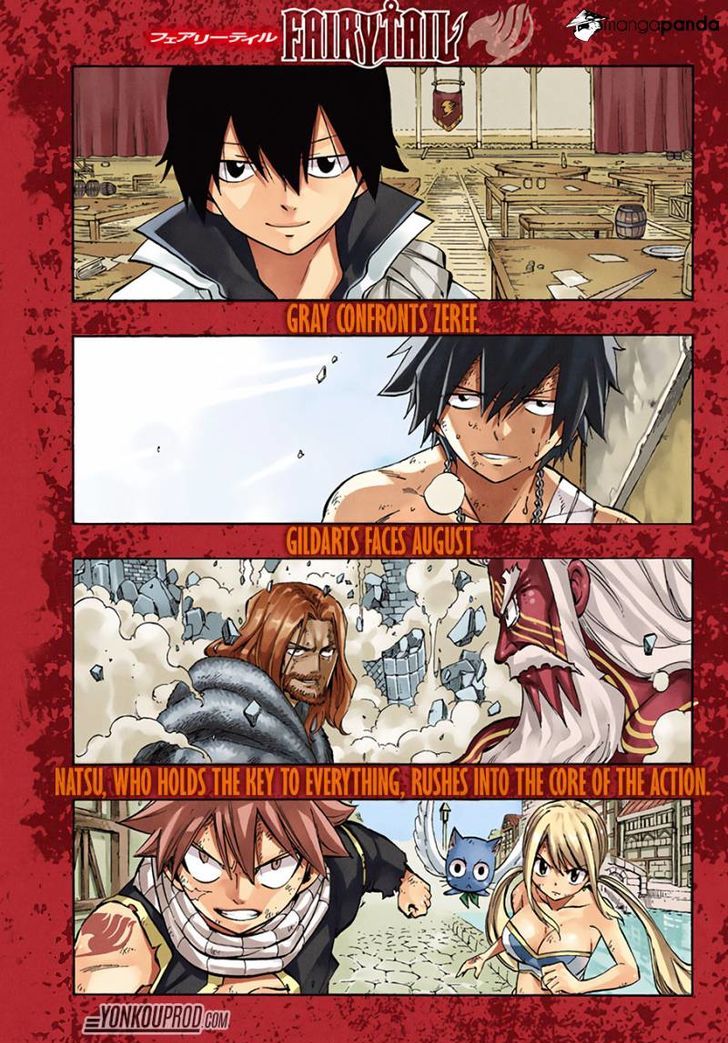 フェアリーテイル FAIRY TAIL mangapanda
GRAY CONFRONTS ZEREF.
GILDARTS FACES AUGUST.
NATSU, WHO HOLDS THE KEY TO EVERYTHING, RUSHES INTO THE CORE OF THE ACTION.
YONKOUPROD.COM